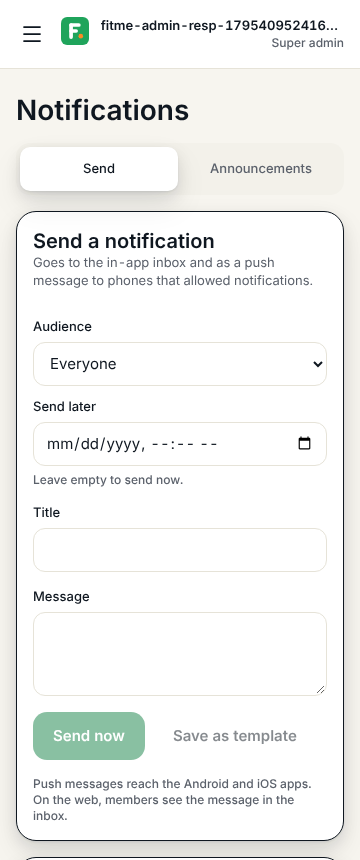 F
fitme-admin-resp-179540952416...
Super admin
Notifications
Send
Announcements
Send a notification
Goes to the in-app inbox and as a push
message to phones that allowed notifications.
Audience
Everyone
Send later
mm/dd/yyyy, --:-- --
Leave empty to send now.
Title
Message
Send now
Save as template
Push messages reach the Android and iOS apps.
On the web, members see the message in the
inbox.